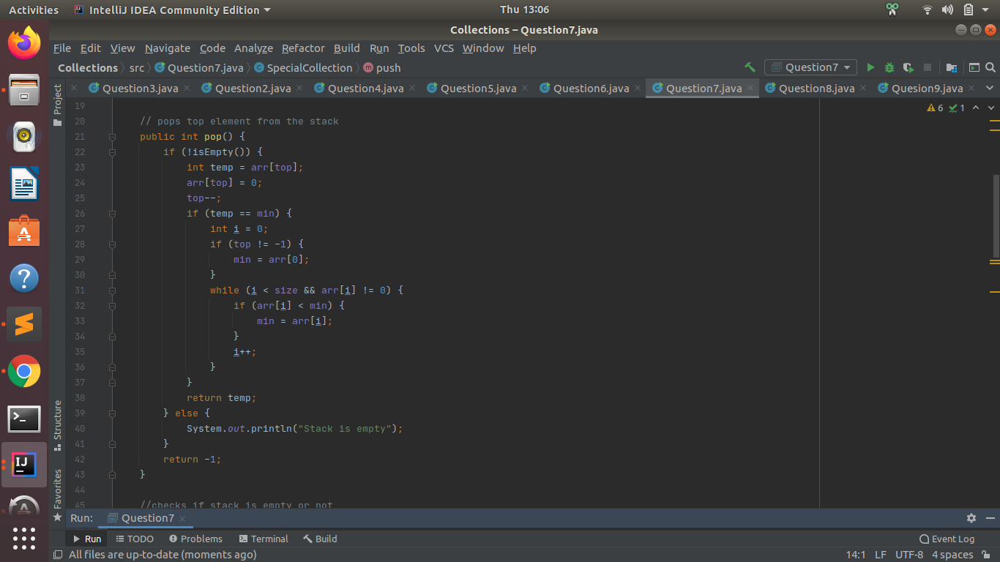 Activities IntelliJ IDEA Community Edition Thu 13:06
Collections – Question7.java
File Edit View Navigate Code Analyze Refactor Build Run Tools VCS Window Help
Collections src Question7.java SpecialCollection push Question7
Question3.java Question2.java Question4.java Question5.java Question6.java Question7.java Question8.java Quesion9.java
Project
6 1
19
20 // pops top element from the stack
21 public int pop() {
22 if (!isEmpty()) {
23 int temp = arr[top];
24 arr[top] = 0;
25 top--;
26 if (temp == min) {
27 int i = 0;
28 if (top != -1) {
29 min = arr[0];
30 }
31 while (i < size && arr[i] != 0) {
32 if (arr[i] < min) {
33 min = arr[i];
34 }
35 i++;
36 }
37 }
38 return temp;
39 } else {
40 System.out.println("Stack is empty");
41 }
42 return -1;
43 }
44
45 //checks if stack is empty or not
Structure
Favorites
Run: Question7
Run TODO Problems Terminal Build Event Log
All files are up-to-date (moments ago) 14:1 LF UTF-8 4 spaces